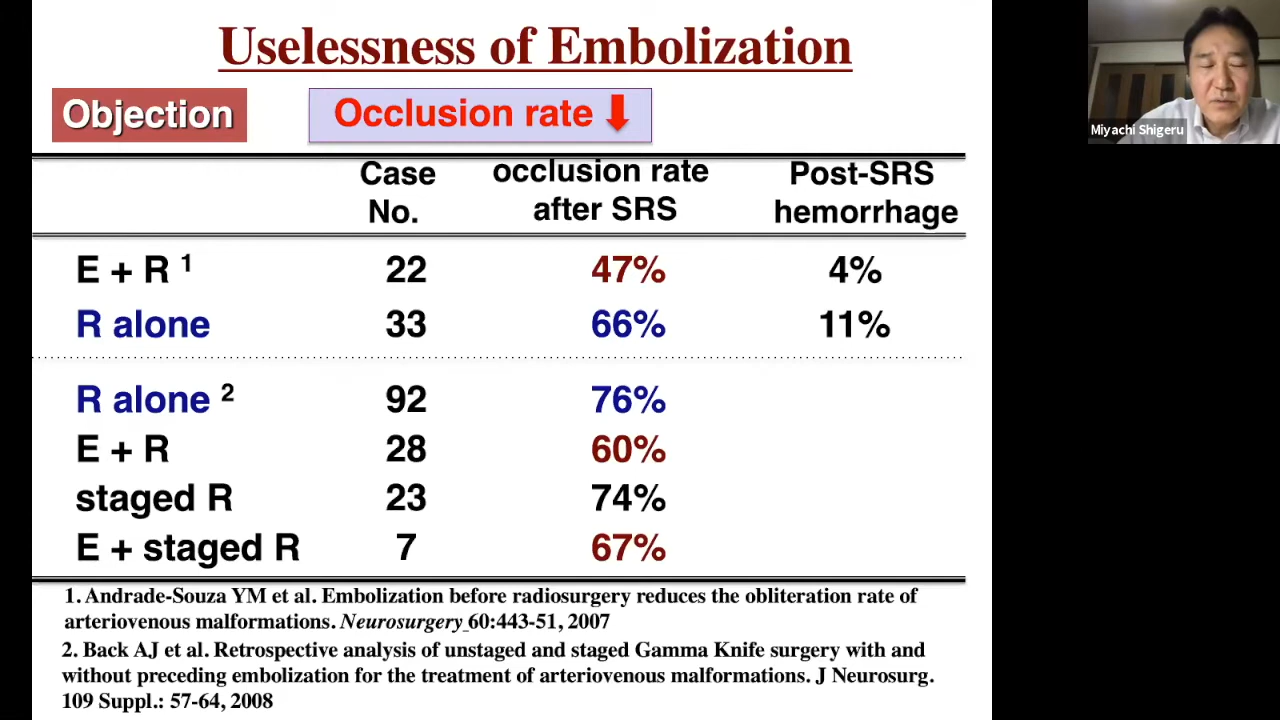 Uselessness of Embolization
Objection
Occlusion rate
Case No.
occlusion rate after SRS
Post-SRS hemorrhage
E + R 1 22 47% 4%
R alone 33 66% 11%
R alone 2 92 76%
E + R 28 60%
staged R 23 74%
E + staged R 7 67%
1. Andrade-Souza YM et al. Embolization before radiosurgery reduces the obliteration rate of
arteriovenous malformations. Neurosurgery 60:443-51, 2007
2. Back AJ et al. Retrospective analysis of unstaged and staged Gamma Knife surgery with and
without preceding embolization for the treatment of arteriovenous malformations. J Neurosurg.
109 Suppl.: 57-64, 2008
Miyachi Shigeru